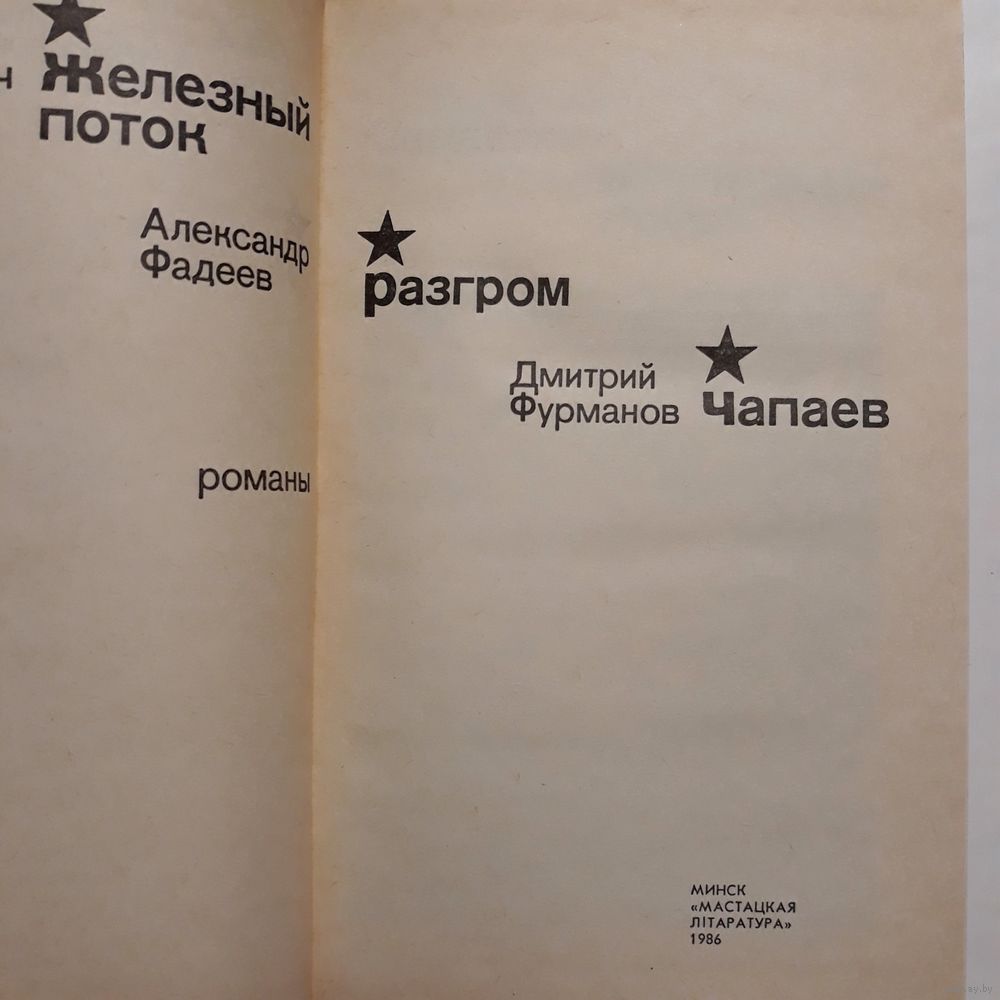 Железный
поток
Александр
Фадеев
романы
разгром
Дмитрий
Фурманов
Чапаев
МИНСК
«МАСТАЦКАЯ
ЛІТАРАТУРА»
1986